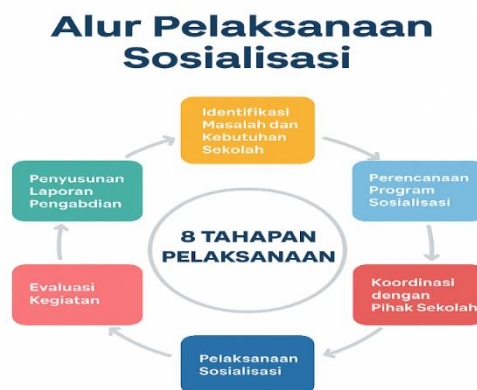 Alur Pelaksanaan
Sosialisasi
Identifikasi
Masalah dan
Kebutuhan
Sekolah
Perencanaan
Program
Sosialisasi
Koordinasi
dengan
Pihak Sekolah
Pelaksanaan
Sosialisasi
Evaluasi
Kegiatan
Penyusunan
Laporan
Pengabdian
8 TAHAPAN
PELAKSANAAN